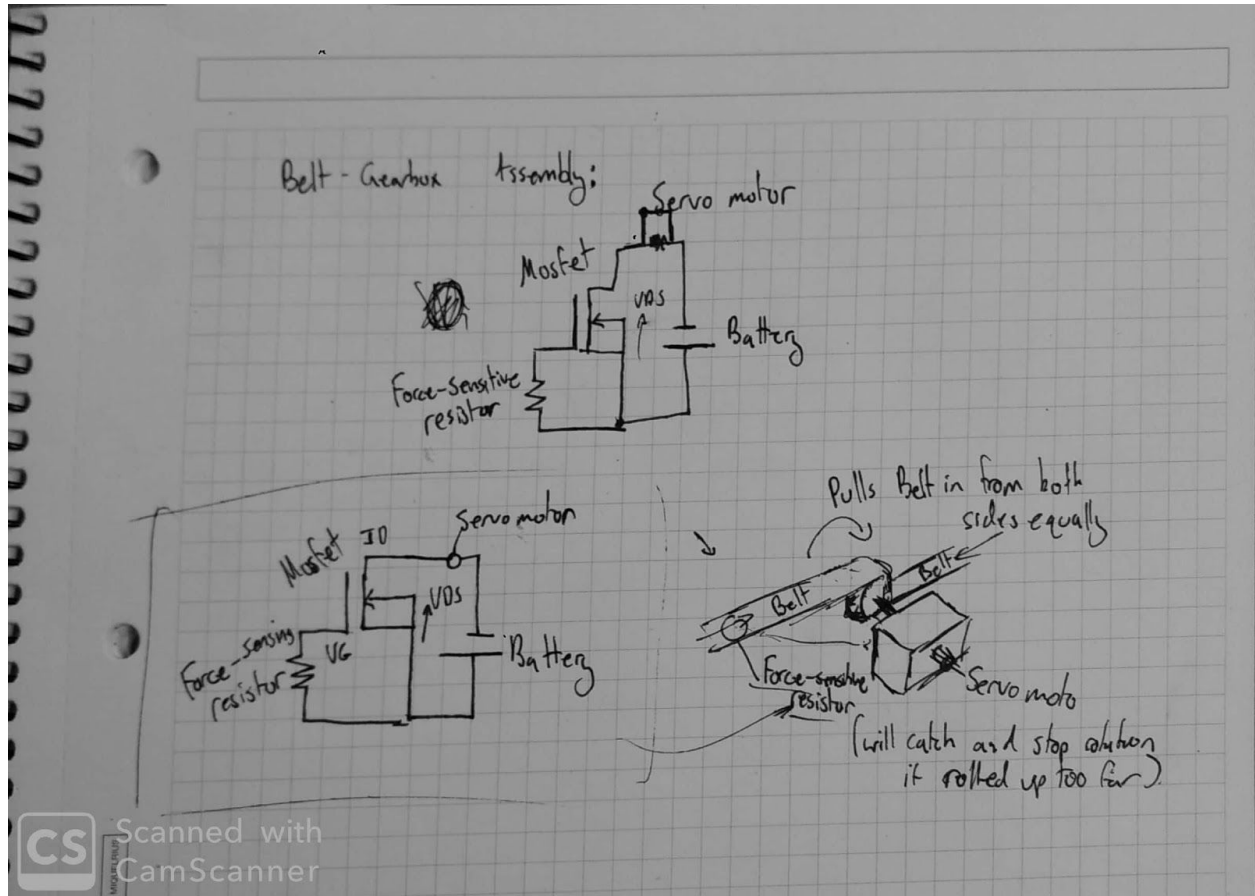 Belt - Gearbox Assembly:
Servo motor
Mosfet
VDS
Battery
Force-Sensitive
resistor
Pulls Belt in from both
sides equally
Servo motor
Mosfet ID
VDS
Force-sensing
resistor
VG
Battery
Belt
Belt
Force-sensitive
resistor
Servo moto
(will catch and stop rotation
if rolled up too far).
CS Scanned with
CamScanner
MIQUELRIUS